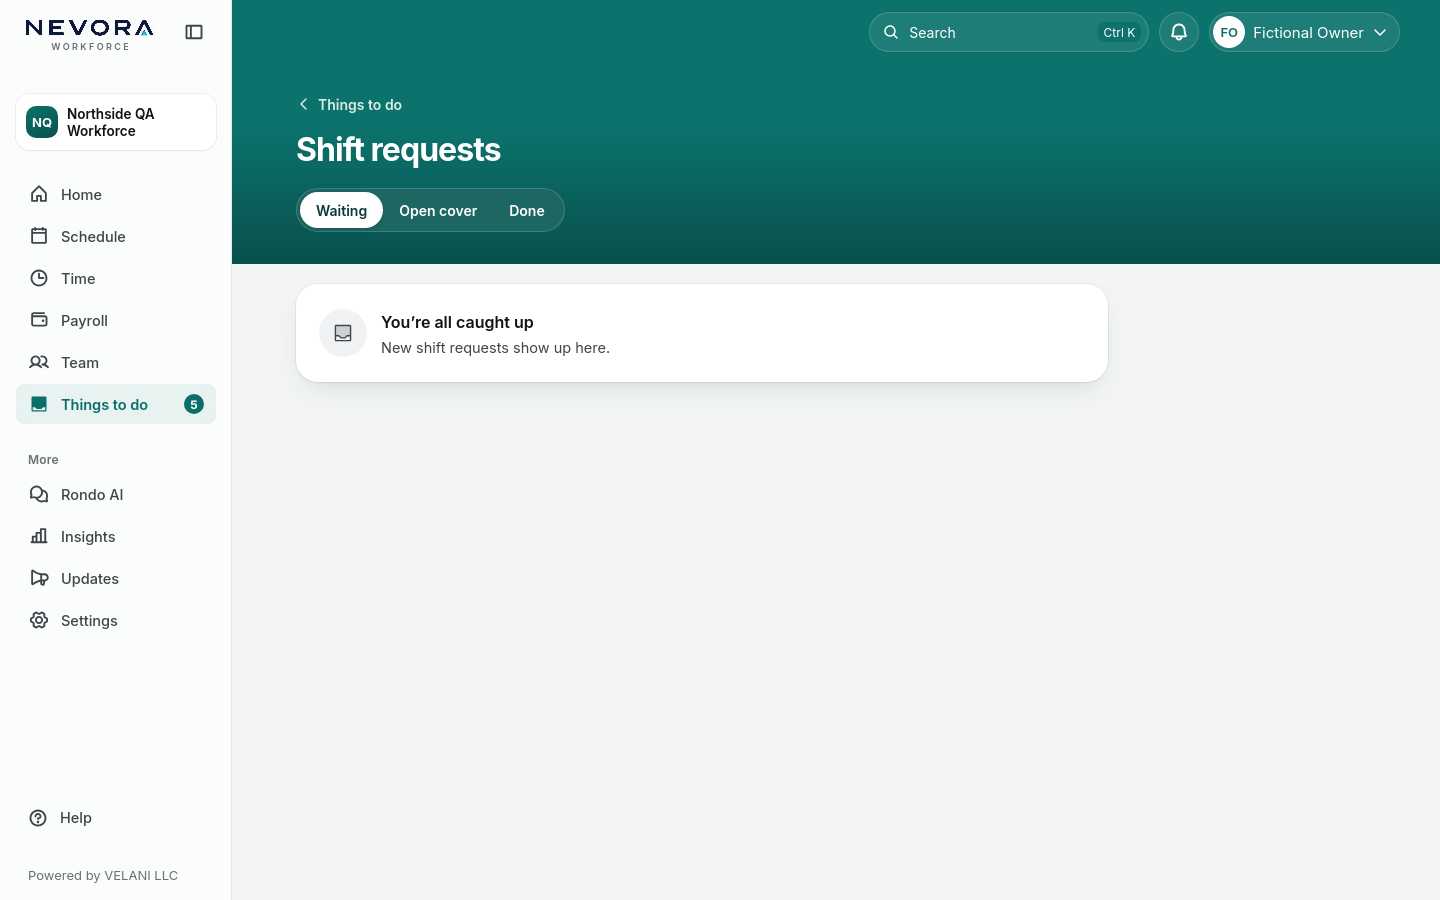 NEVORA
WORKFORCE
NQ
Northside QA
Workforce
Home
Schedule
Time
Payroll
Team
Things to do
5
More
Rondo AI
Insights
Updates
Settings
Help
Powered by VELANI LLC
Search
Ctrl K
FO
Fictional Owner
Things to do
Shift requests
Waiting
Open cover
Done
You’re all caught up
New shift requests show up here.